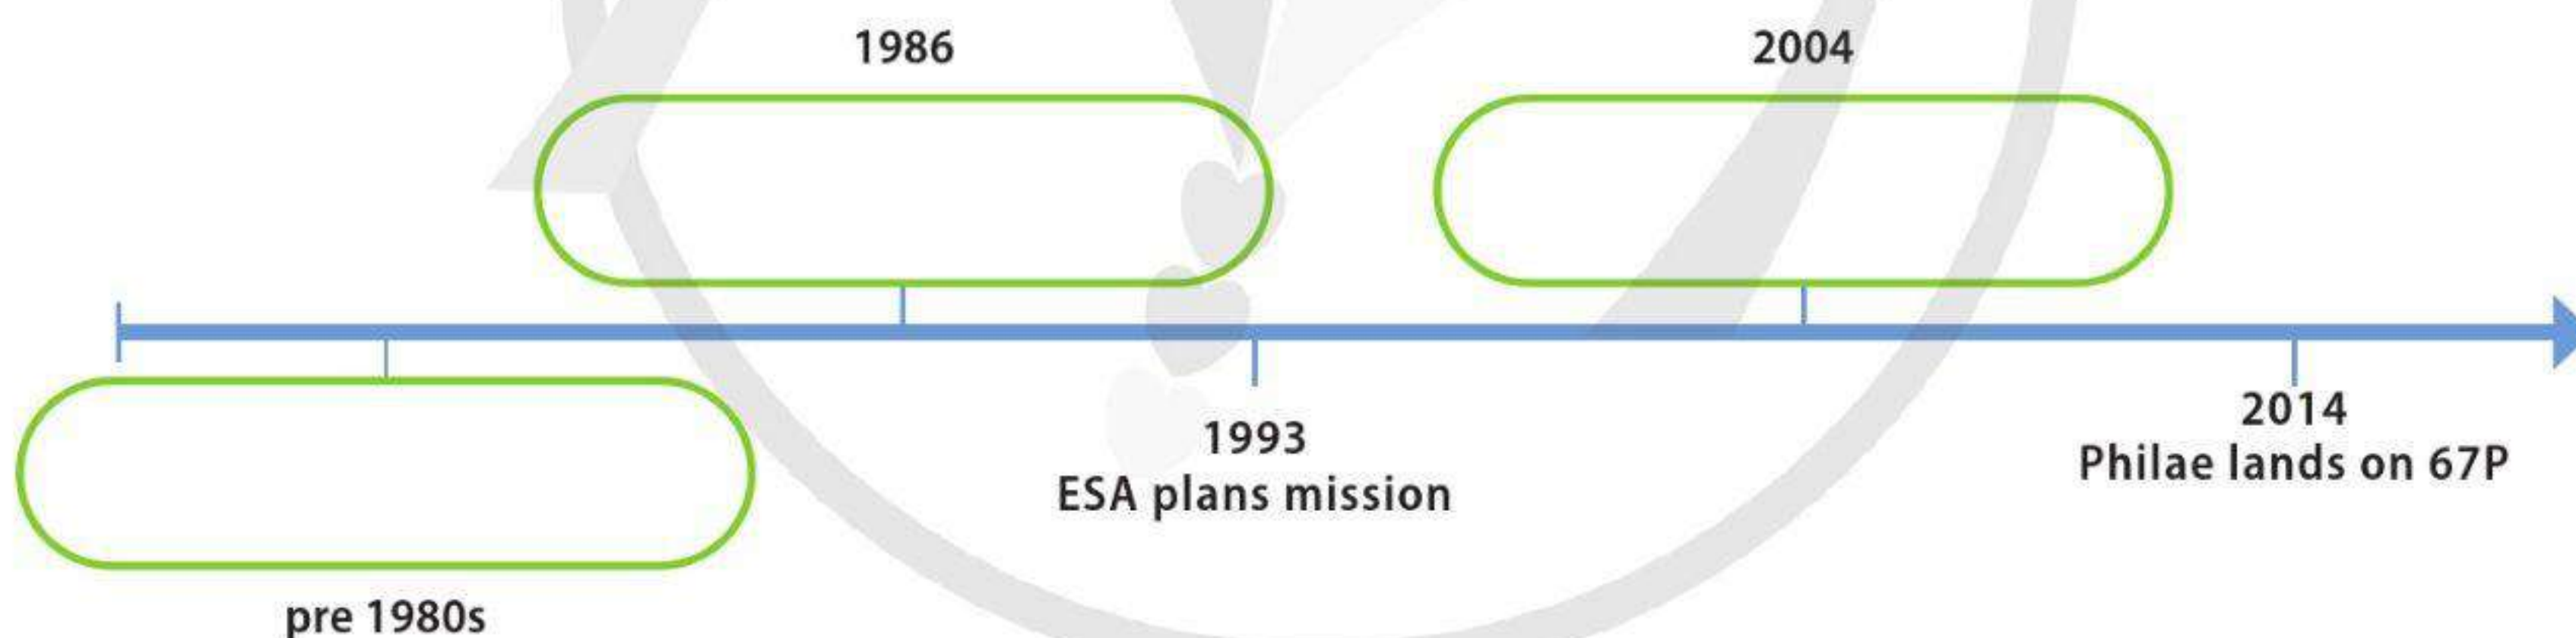 1986
2004
1993
ESA plans mission
2014
Philae lands on 67P
pre 1980s